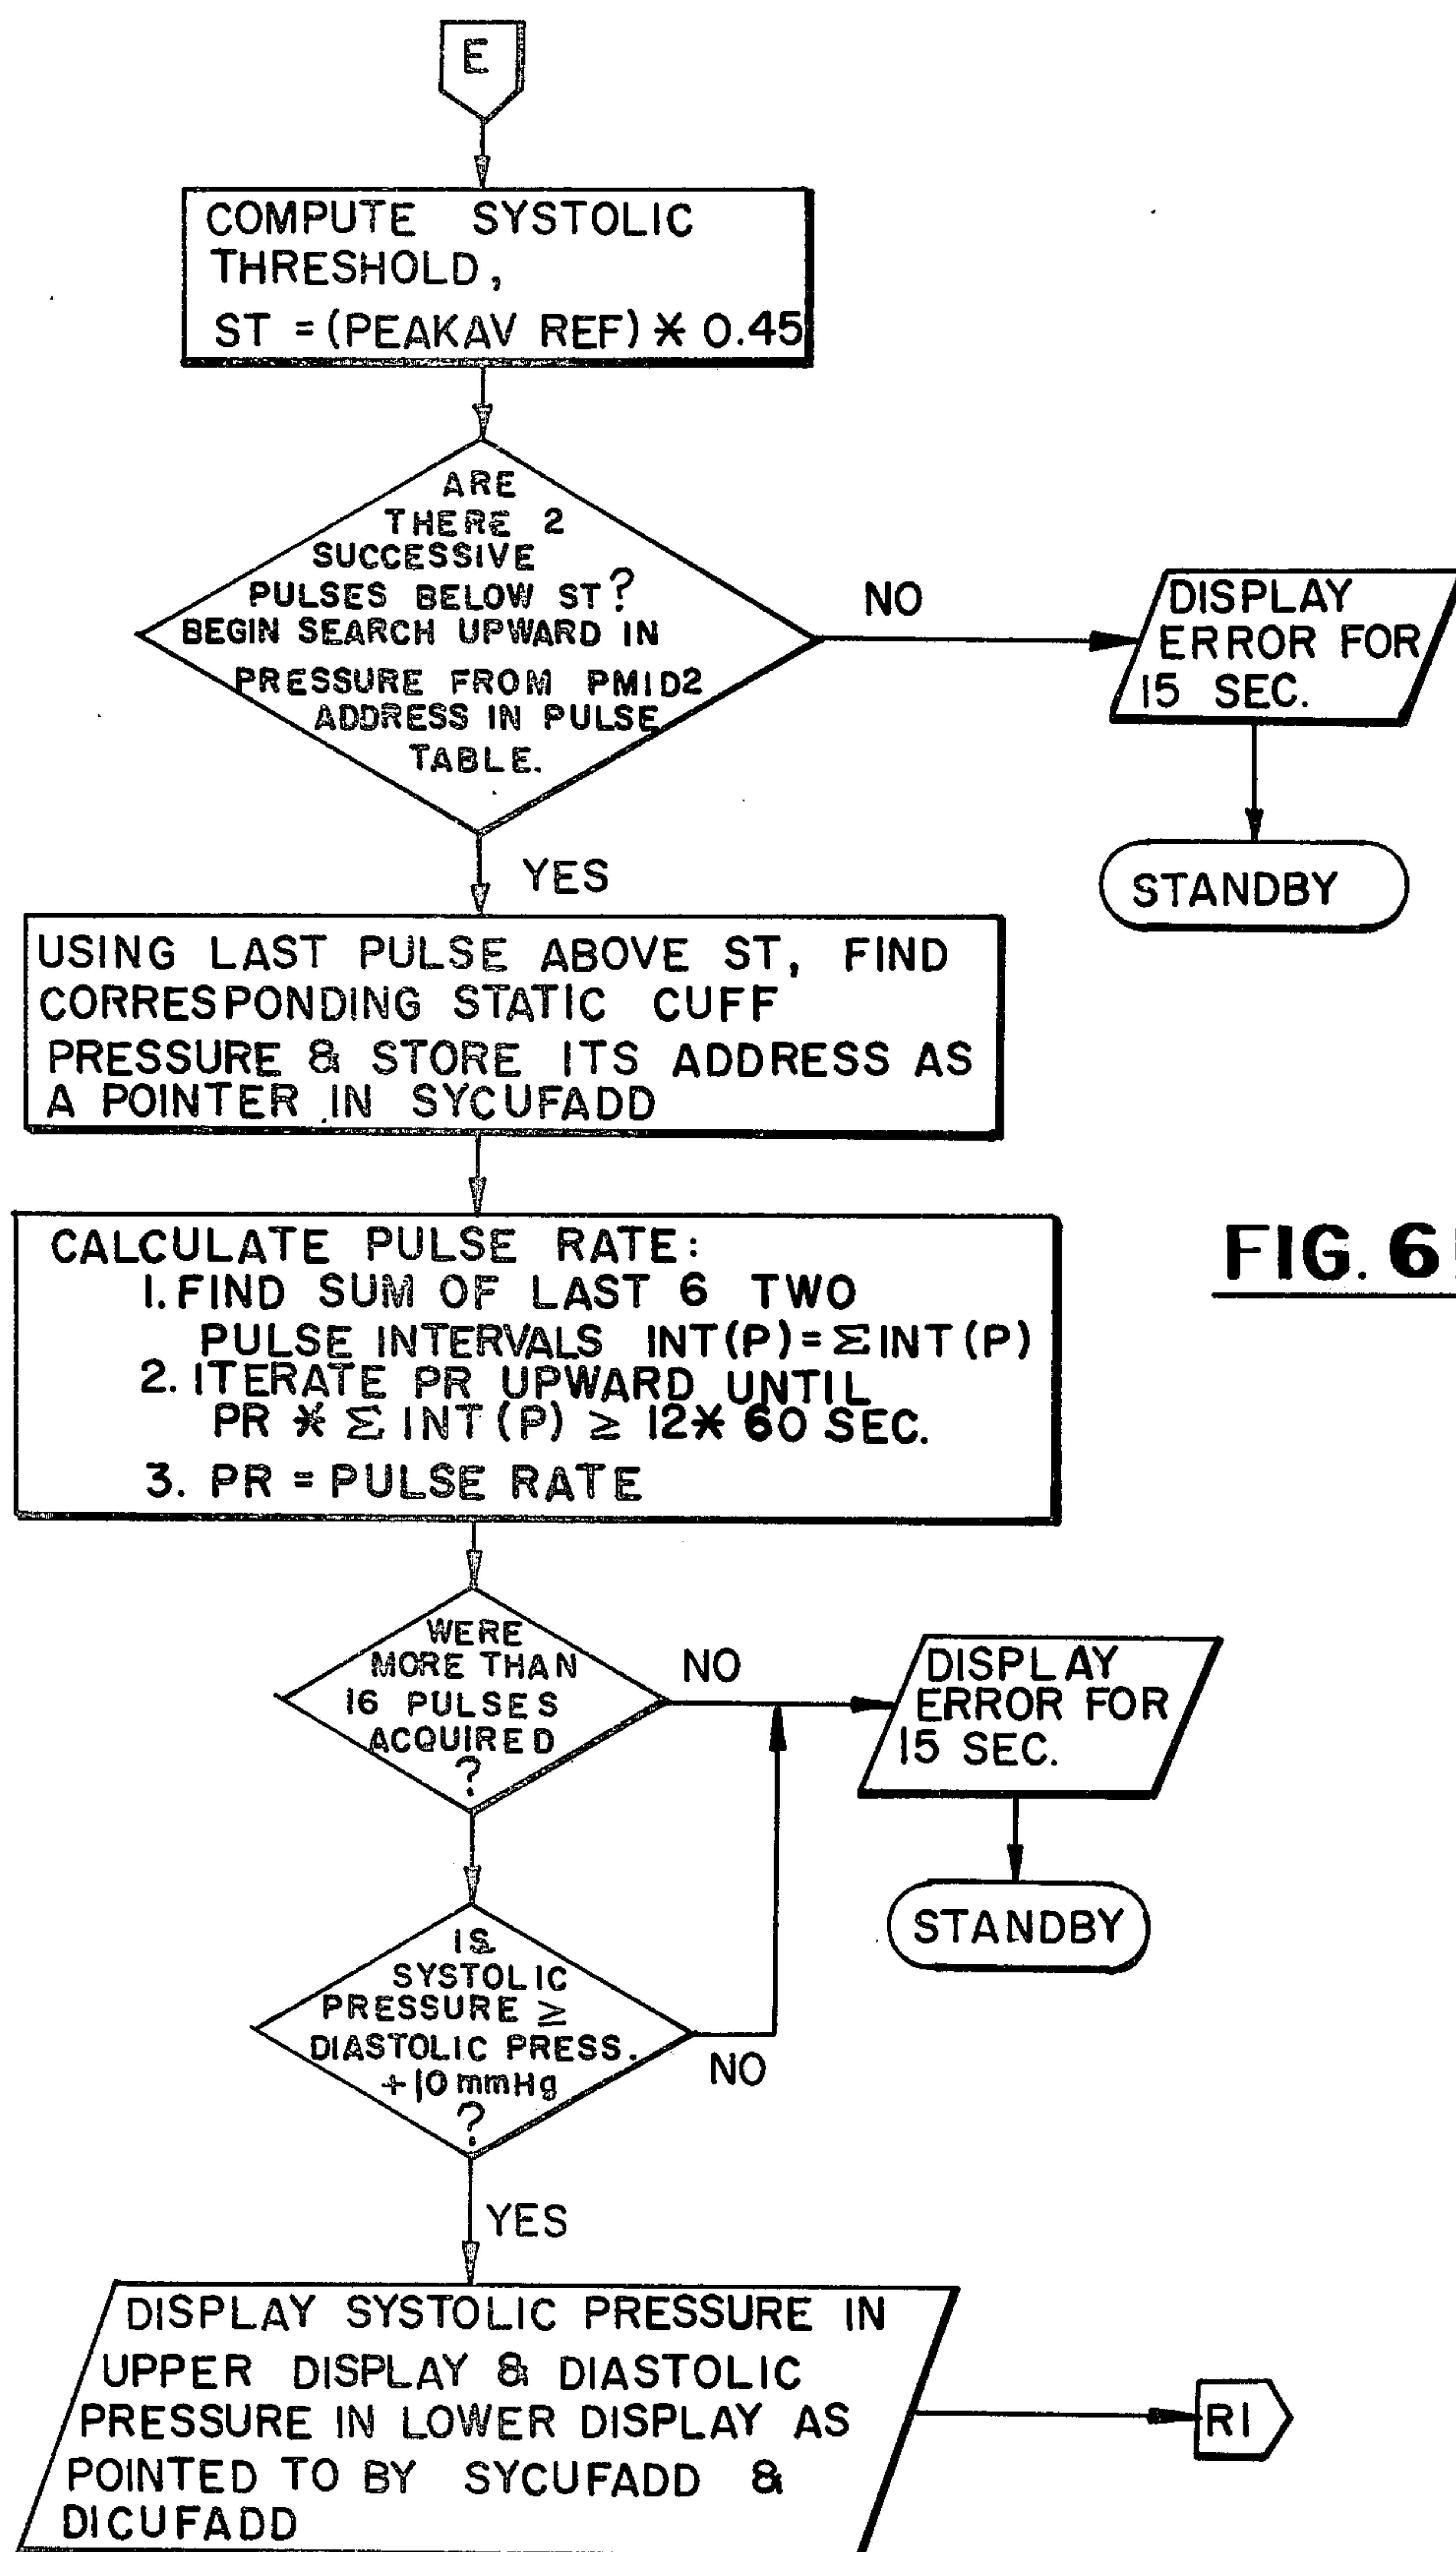 E
COMPUTE SYSTOLIC
THRESHOLD,
ST = (PEAKAV REF) * 0.45
ARE
THERE 2
SUCCESSIVE
PULSES BELOW ST?
BEGIN SEARCH UPWARD IN
PRESSURE FROM PMID2
ADDRESS IN PULSE
TABLE.
NO
DISPLAY
ERROR FOR
15 SEC.
STANDBY
YES
USING LAST PULSE ABOVE ST, FIND
CORRESPONDING STATIC CUFF
PRESSURE & STORE ITS ADDRESS AS
A POINTER IN SYCUFADD
CALCULATE PULSE RATE:
1. FIND SUM OF LAST 6 TWO
PULSE INTERVALS INT(P)=ΣINT(P)
2. ITERATE PR UPWARD UNTIL
PR * Σ INT(P) ≥ 12* 60 SEC.
3. PR = PULSE RATE
FIG. 6
WERE
MORE THAN
16 PULSES
ACQUIRED
?
NO
DISPLAY
ERROR FOR
15 SEC.
STANDBY
IS
SYSTOLIC
PRESSURE ≥
DIASTOLIC PRESS.
+10 mmHg
?
NO
YES
DISPLAY SYSTOLIC PRESSURE IN
UPPER DISPLAY & DIASTOLIC
PRESSURE IN LOWER DISPLAY AS
POINTED TO BY SYCUFADD &
DICUFADD
R1